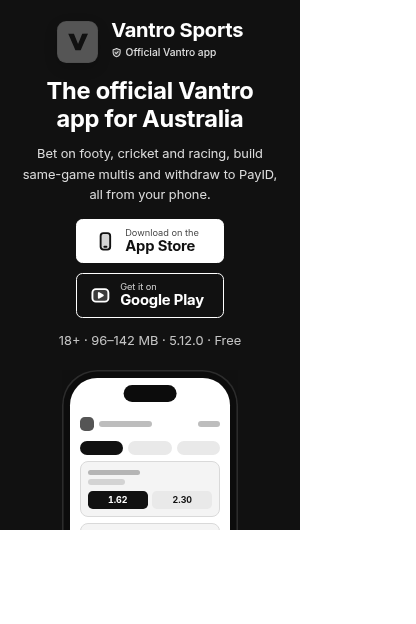 V
Vantro Sports
Official Vantro app
The official Vantro
app for Australia
Bet on footy, cricket and racing, build
same-game multis and withdraw to PayID,
all from your phone.
Download on the
App Store
Get it on
Google Play
18+ · 96–142 MB · 5.12.0 · Free
1.62
2.30